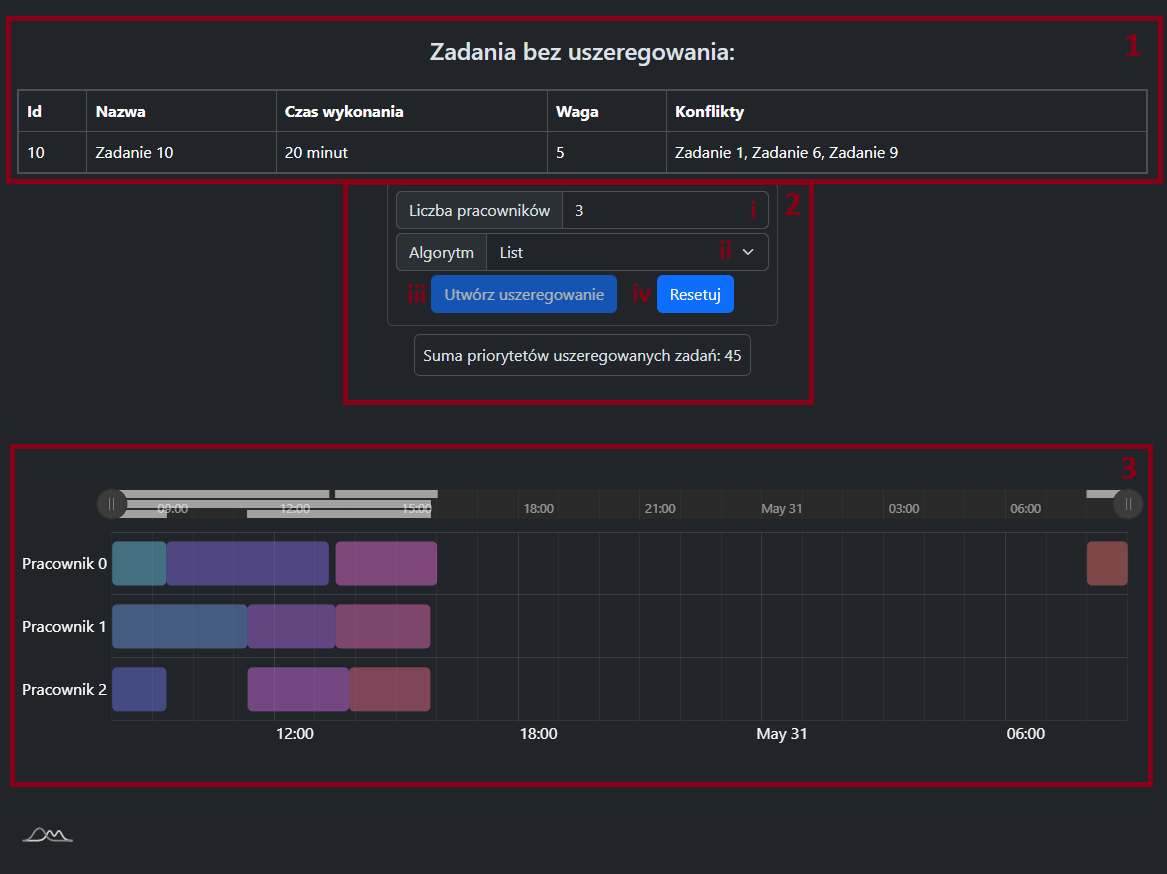 1
Zadania bez uszeregowania:
Id Nazwa Czas wykonania Waga Konflikty
10 Zadanie 10 20 minut 5 Zadanie 1, Zadanie 6, Zadanie 9
2
Liczba pracowników 3 i
Algorytm List ii
iii Utwórz uszeregowanie iv Resetuj
Suma priorytetów uszeregowanych zadań: 45
3
09:00 12:00 15:00 18:00 21:00 May 31 03:00 06:00
Pracownik 0
Pracownik 1
Pracownik 2
12:00 18:00 May 31 06:00